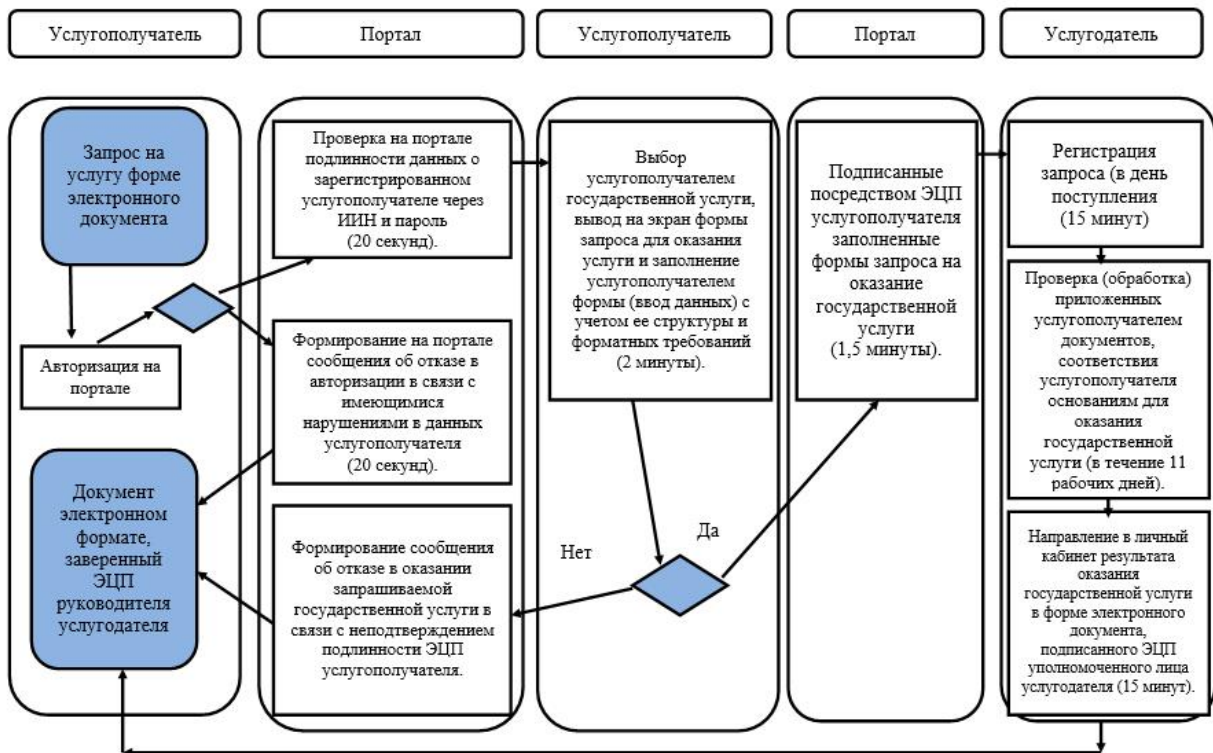 Услугополучатель
Портал
Услугополучатель
Портал
Услугодатель
Запрос на
услугу форме
электронного
документа
Авторизация на
портале
Документ
электронном
формате,
заверенный
ЭЦП
руководителя
услугодателя
Проверка на портале
подлинности данных о
зарегистрированном
услугополучателе через
ИИН и пароль
(20 секунд).
Формирование на портале
сообщения об отказе в
авторизации в связи с
имеющимися
нарушениями в данных
услугополучателя
(20 секунд).
Формирование сообщения
об отказе в оказании
запрашиваемой
государственной услуги в
связи с неподтверждением
подлинности ЭЦП
услугополучателя.
Выбор
услугополучателем
государственной услуги,
вывод на экран формы
запроса для оказания
услуги и заполнение
услугополучателем
формы (ввод данных) с
учетом ее структуры и
форматных требований
(2 минуты).
Нет
Да
Подписанные
посредством ЭЦП
услугополучателя
заполненные
формы запроса на
оказание
государственной
услуги
(1,5 минуты).
Регистрация
запроса (в день
поступления
(15 минут)
Проверка (обработка)
приложенных
услугополучателем
документов,
соответствия
услугополучателя
основаниям для
оказания
государственной
услуги (в течение 11
рабочих дней).
Направление в личный
кабинет результата
оказания
государственной услуги
в форме электронного
документа,
подписанного ЭЦП
уполномоченного лица
услугодателя (15 минут).